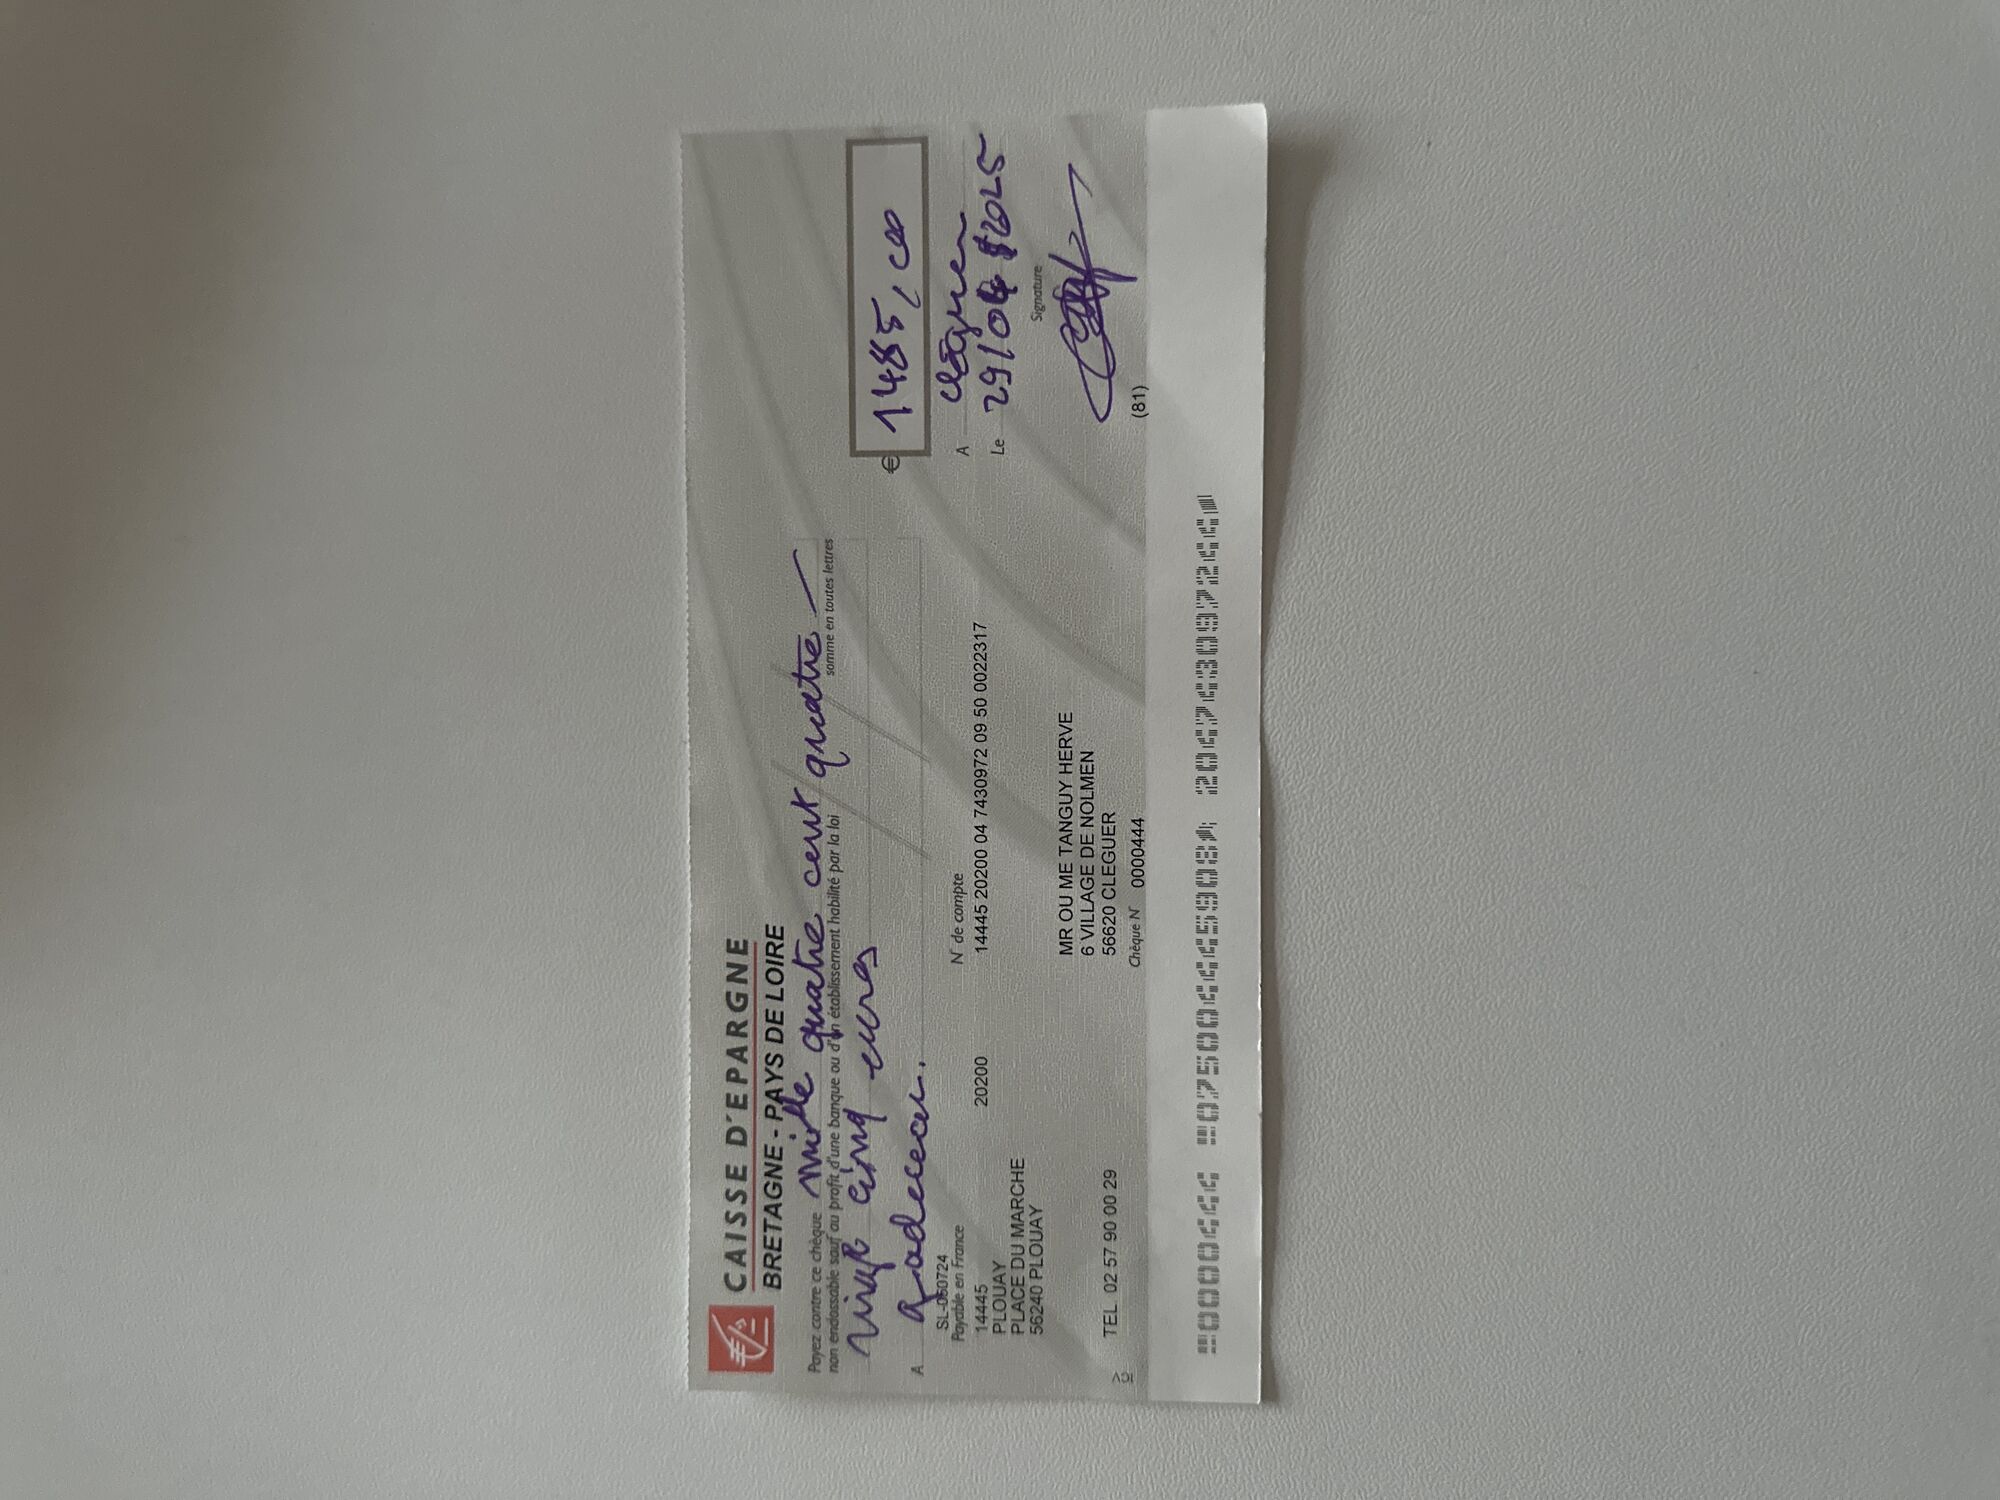 CAISSE D'EPARGNE
BRETAGNE - PAYS DE LOIRE
Payez contre ce chèque mille quatre cent quatre
non endossable sauf au profit d'une banque ou d'un établissement habilité par la loi
somme en toutes lettres
vingt cinq euros
€ 1485,00
A
A Cléguer
Le 29/04 2025
SL-050724
Payable en France
N° de compte
14445 20200 14445 20200 04 7430972 09 50 0022317
PLOUAY
PLACE DU MARCHE
56240 PLOUAY
Signature
MR OU ME TANGUY HERVE
6 VILLAGE DE NOLMEN
56620 CLEGUER
TEL. 02 57 90 00 29
Chèque N° 0000444
(81)